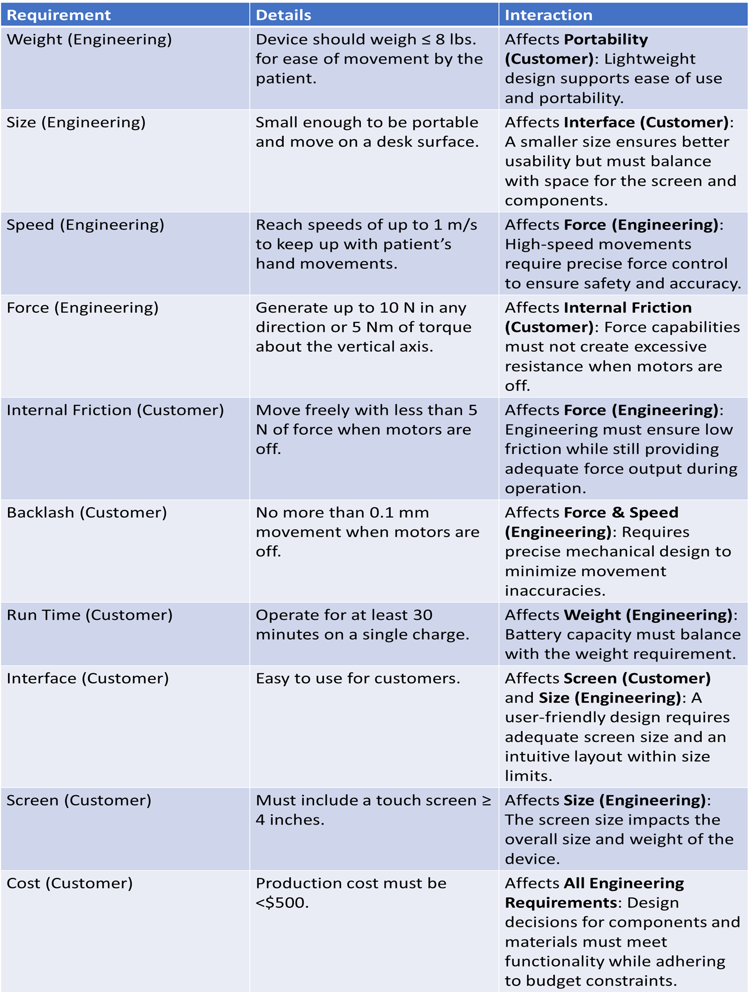 Requirement
Details
Interaction
Weight (Engineering)
Device should weigh ≤ 8 lbs.
for ease of movement by the
patient.
Affects Portability
(Customer): Lightweight
design supports ease of use
and portability.
Size (Engineering)
Small enough to be portable
and move on a desk surface.
Affects Interface (Customer):
A smaller size ensures better
usability but must balance
with space for the screen and
components.
Speed (Engineering)
Reach speeds of up to 1 m/s
to keep up with patient’s
hand movements.
Affects Force (Engineering):
High-speed movements
require precise force control
to ensure safety and accuracy.
Force (Engineering)
Generate up to 10 N in any
direction or 5 Nm of torque
about the vertical axis.
Affects Internal Friction
(Customer): Force capabilities
must not create excessive
resistance when motors are
off.
Internal Friction (Customer)
Move freely with less than 5
N of force when motors are
off.
Affects Force (Engineering):
Engineering must ensure low
friction while still providing
adequate force output during
operation.
Backlash (Customer)
No more than 0.1 mm
movement when motors are
off.
Affects Force & Speed
(Engineering): Requires
precise mechanical design to
minimize movement
inaccuracies.
Run Time (Customer)
Operate for at least 30
minutes on a single charge.
Affects Weight (Engineering):
Battery capacity must balance
with the weight requirement.
Interface (Customer)
Easy to use for customers.
Affects Screen (Customer)
and Size (Engineering): A
user-friendly design requires
adequate screen size and an
intuitive layout within size
limits.
Screen (Customer)
Must include a touch screen ≥
4 inches.
Affects Size (Engineering):
The screen size impacts the
overall size and weight of the
device.
Cost (Customer)
Production cost must be
<$500.
Affects All Engineering
Requirements: Design
decisions for components and
materials must meet
functionality while adhering
to budget constraints.